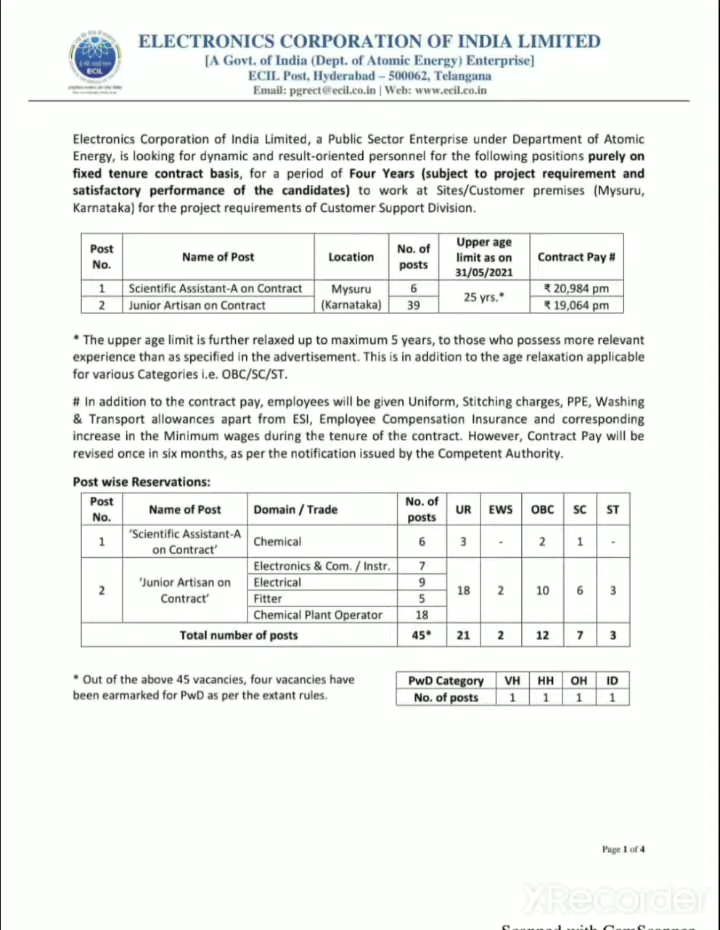 ELECTRONICS CORPORATION OF INDIA LIMITED
[A Govt. of India (Dept. of Atomic Energy) Enterprise]
ECIL Post, Hyderabad – 500062, Telangana
Email: pgrect@ecil.co.in | Web: www.ecil.co.in
ECIL
Electronics Corporation of India Limited, a Public Sector Enterprise under Department of Atomic
Energy, is looking for dynamic and result-oriented personnel for the following positions purely on
fixed tenure contract basis, for a period of Four Years (subject to project requirement and
satisfactory performance of the candidates) to work at Sites/Customer premises (Mysuru,
Karnataka) for the project requirements of Customer Support Division.
Post No. Name of Post Location No. of posts Upper age limit as on 31/05/2021 Contract Pay #
1 Scientific Assistant-A on Contract Mysuru (Karnataka) 6 25 yrs.* ₹ 20,984 pm
2 Junior Artisan on Contract 39 ₹ 19,064 pm
* The upper age limit is further relaxed up to maximum 5 years, to those who possess more relevant
experience than as specified in the advertisement. This is in addition to the age relaxation applicable
for various Categories i.e. OBC/SC/ST.
# In addition to the contract pay, employees will be given Uniform, Stitching charges, PPE, Washing
& Transport allowances apart from ESI, Employee Compensation Insurance and corresponding
increase in the Minimum wages during the tenure of the contract. However, Contract Pay will be
revised once in six months, as per the notification issued by the Competent Authority.
Post wise Reservations:
Post No. Name of Post Domain / Trade No. of posts UR EWS OBC SC ST
1 'Scientific Assistant-A on Contract' Chemical 6 3 - 2 1 -
2 'Junior Artisan on Contract' Electronics & Com. / Instr. 7 18 2 10 6 3
Electrical 9
Fitter 5
Chemical Plant Operator 18
Total number of posts 45* 21 2 12 7 3
* Out of the above 45 vacancies, four vacancies have
been earmarked for PwD as per the extant rules.
PwD Category VH HH OH ID
No. of posts 1 1 1 1
Page 1 of 4
XRecorder
Scanned with CamScanner